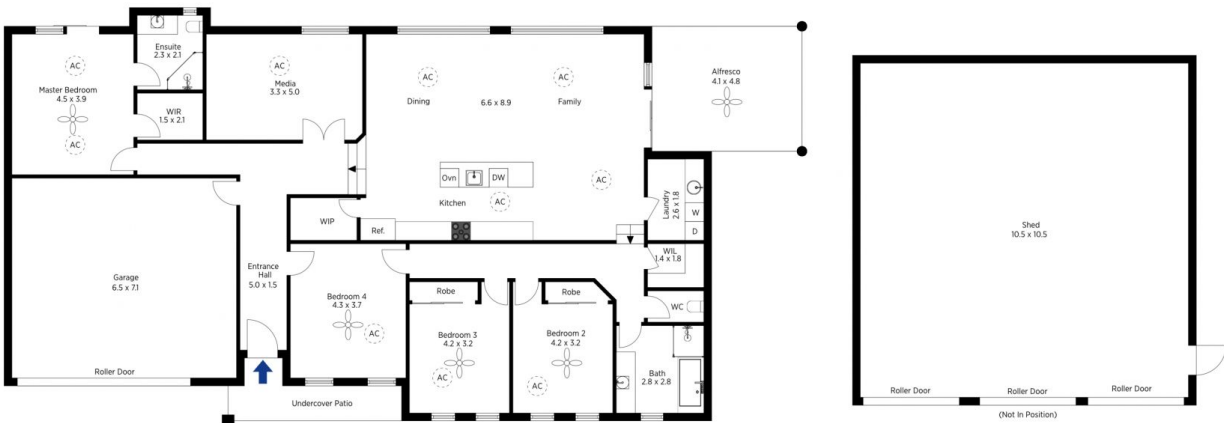 AC
Master Bedroom
4.5 x 3.9
AC
Ensuite
2.3 x 2.1
WIR
1.5 x 2.1
AC
Media
3.3 x 5.0
AC
Dining
6.6 x 8.9
AC
Family
Alfresco
4.1 x 4.8
Ovn
DW
AC
Kitchen
AC
WIP
Ref.
Laundry
2.6 x 1.8
W
D
WIL
1.4 x 1.8
WC
Garage
6.5 x 7.1
Roller Door
Entrance
Hall
5.0 x 1.5
Bedroom 4
4.3 x 3.7
AC
Robe
Bedroom 3
4.2 x 3.2
AC
Robe
Bedroom 2
4.2 x 3.2
AC
Bath
2.8 x 2.8
Undercover Patio
Shed
10.5 x 10.5
Roller Door
Roller Door
Roller Door
(Not In Position)